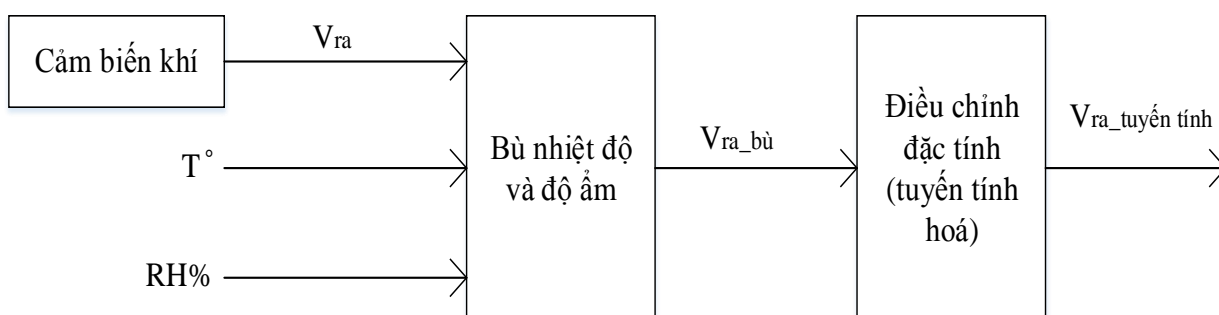 Cảm biến khí
Vra
T°
RH%
Bù nhiệt độ
và độ ẩm
Vra_bù
Điều chỉnh
đặc tính
(tuyến tính
hoá)
Vra_tuyến tính